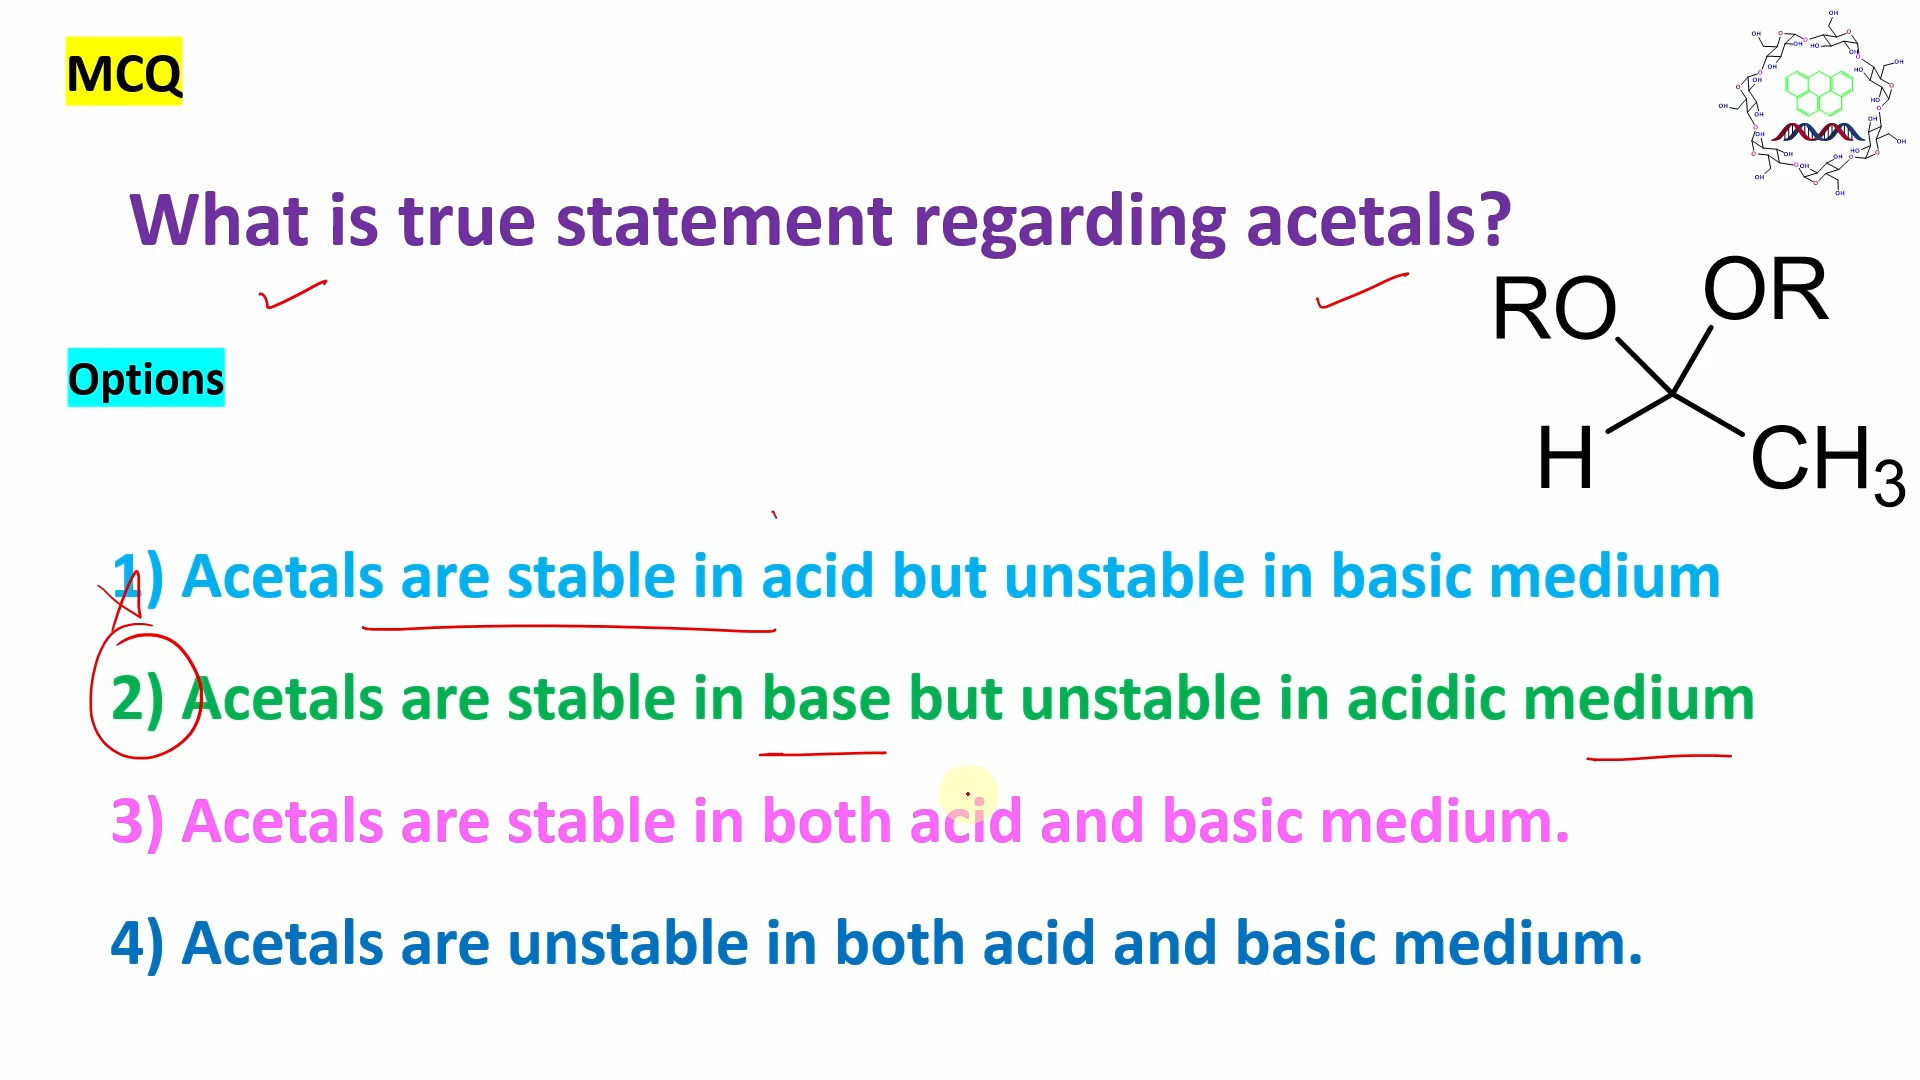 MCQ
What is true statement regarding acetals?
RO OR
H CH3
Options
1) Acetals are stable in acid but unstable in basic medium
2) Acetals are stable in base but unstable in acidic medium
3) Acetals are stable in both acid and basic medium.
4) Acetals are unstable in both acid and basic medium.